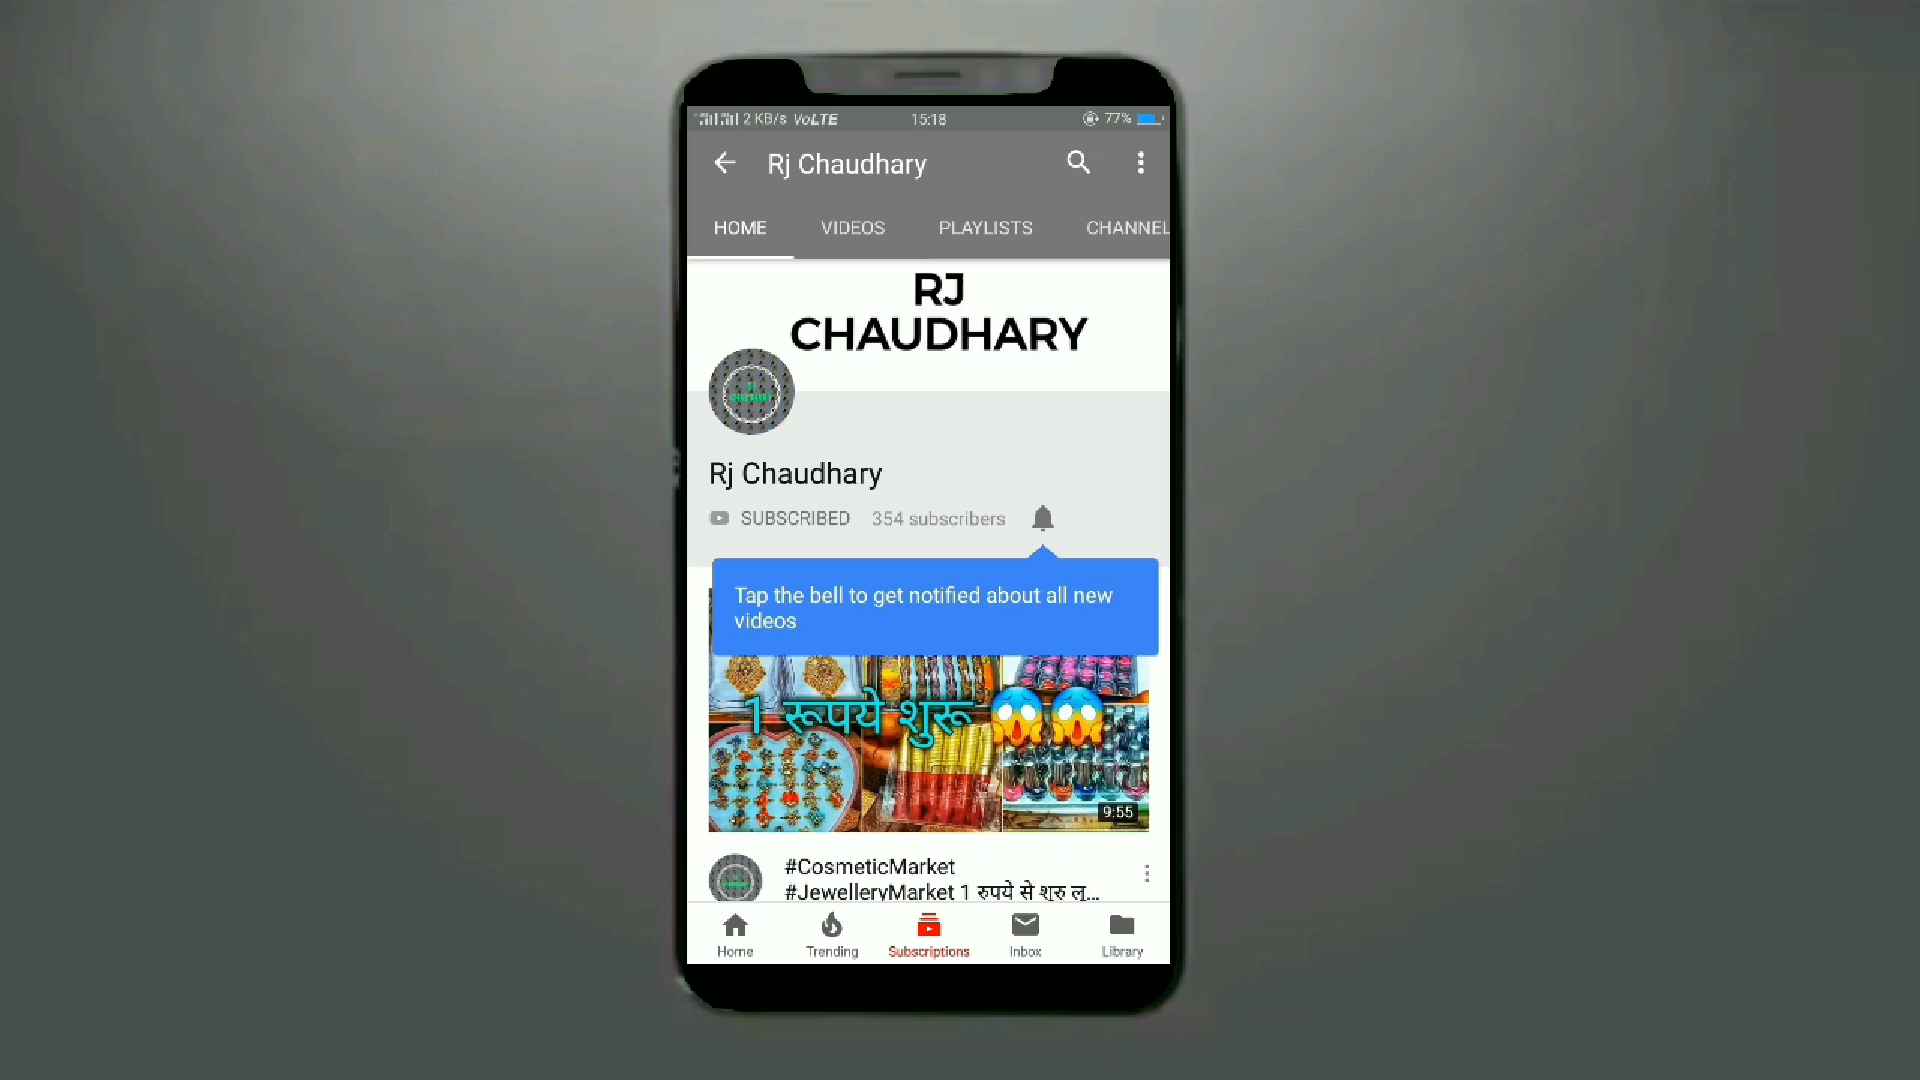 2 KB/s VoLTE 15:18 77%
Rj Chaudhary
HOME VIDEOS PLAYLISTS CHANNEL
RJ
CHAUDHARY
Rj Chaudhary
SUBSCRIBED 354 subscribers
Tap the bell to get notified about all new
videos
1 रूपये शुरू
9:55
#CosmeticMarket
#JewelleryMarket 1 रुपये से शुरु लू...
Home Trending Subscriptions Inbox Library